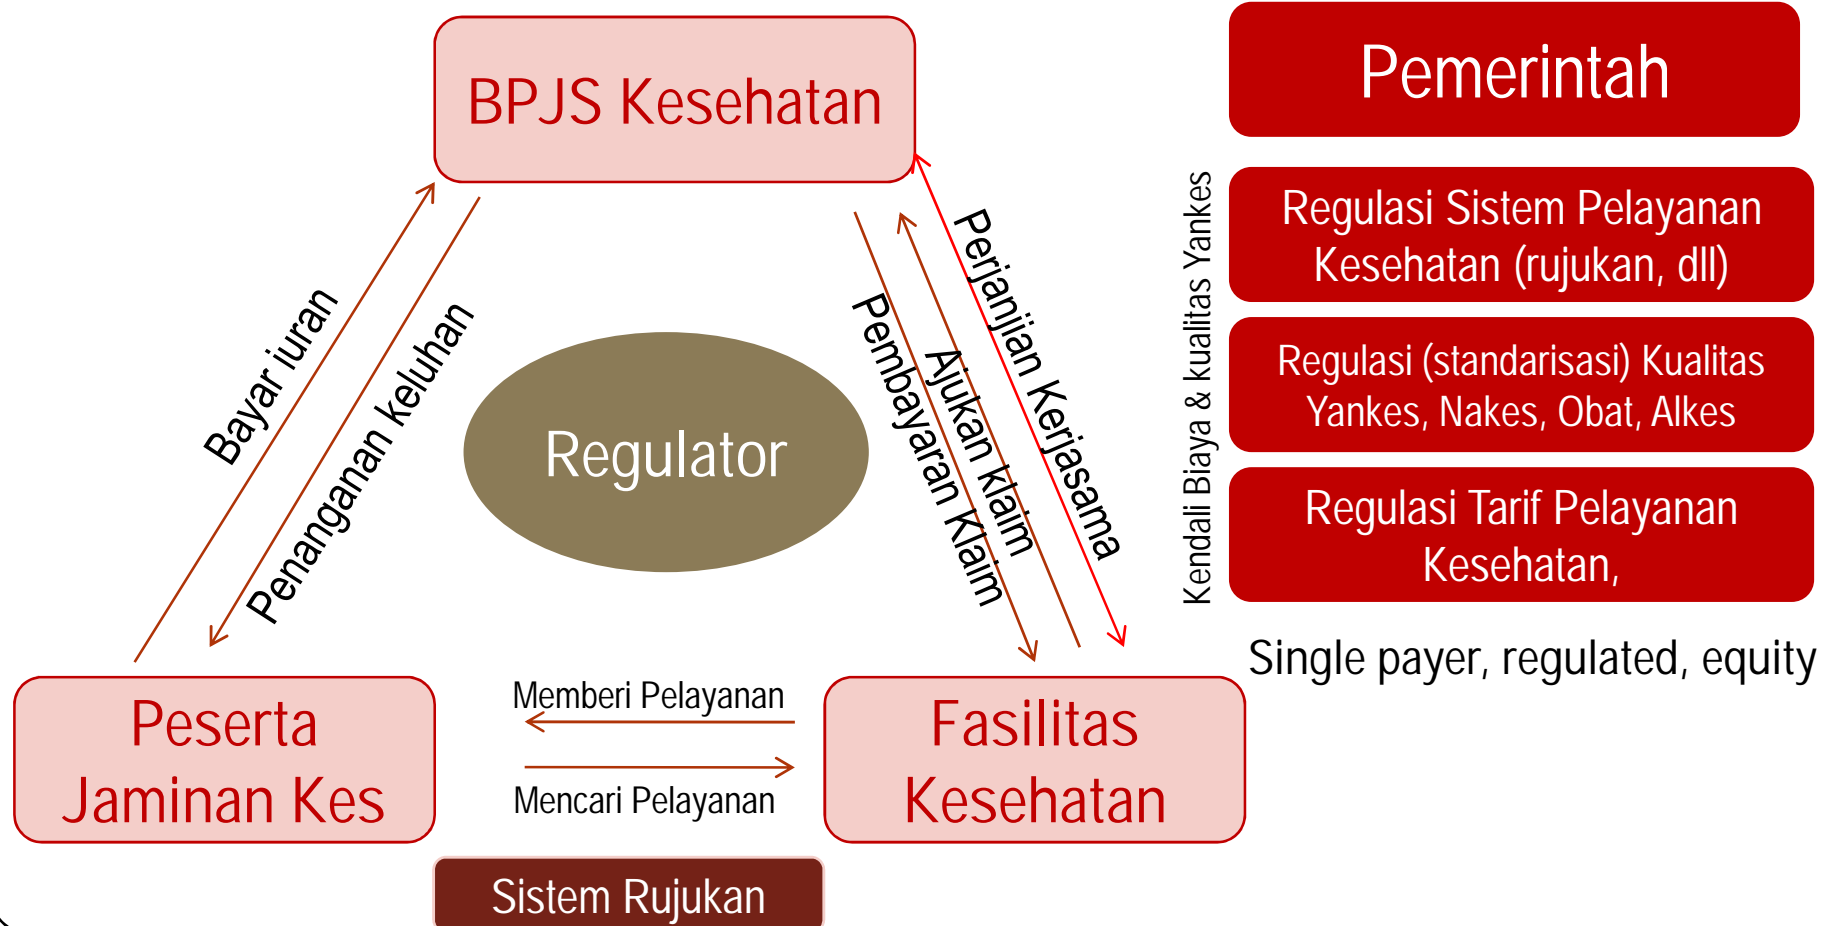 BPJS Kesehatan
Bayar iuran
Penanganan keluhan
Regulator
Pembayaran Klaim
Ajukan klaim
Perjanjian Kerjasama
Peserta
Jaminan Kes
Memberi Pelayanan
Mencari Pelayanan
Fasilitas
Kesehatan
Sistem Rujukan
Pemerintah
Kendali Biaya & kualitas Yankes
Regulasi Sistem Pelayanan
Kesehatan (rujukan, dll)
Regulasi (standarisasi) Kualitas
Yankes, Nakes, Obat, Alkes
Regulasi Tarif Pelayanan
Kesehatan,
Single payer, regulated, equity